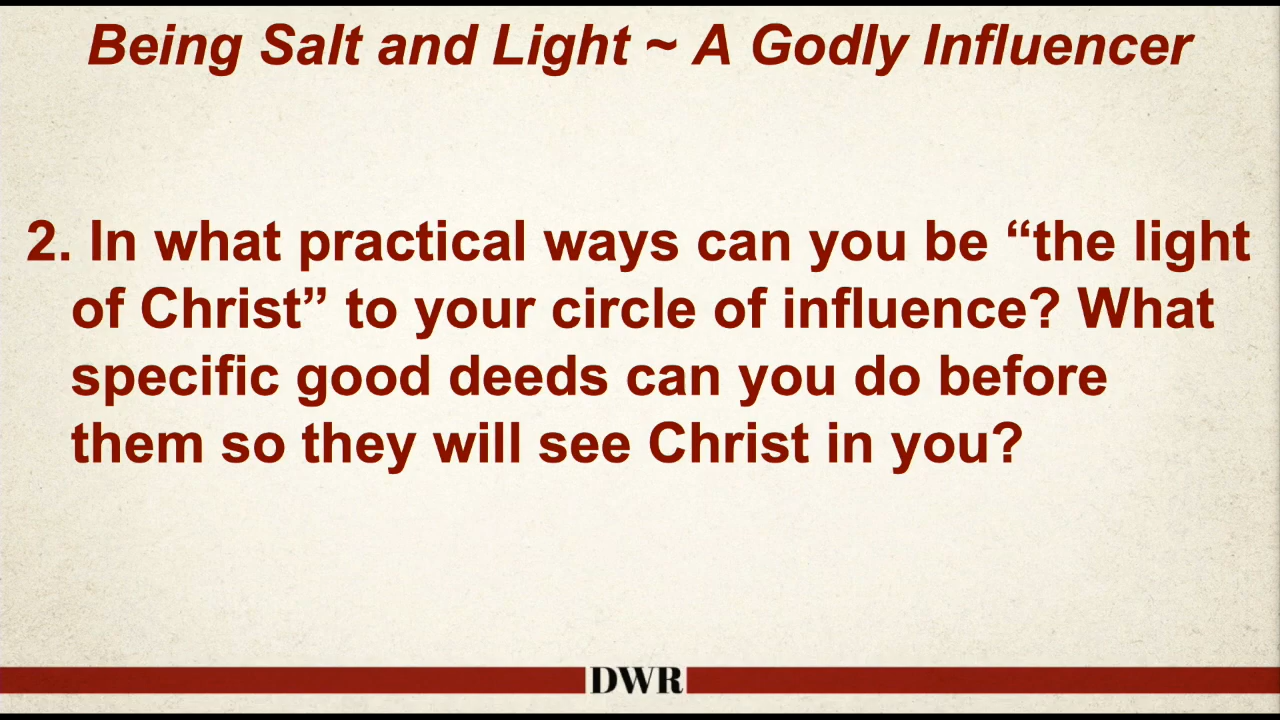 Being Salt and Light ~ A Godly Influencer
2. In what practical ways can you be “the light
of Christ” to your circle of influence? What
specific good deeds can you do before
them so they will see Christ in you?
DWR